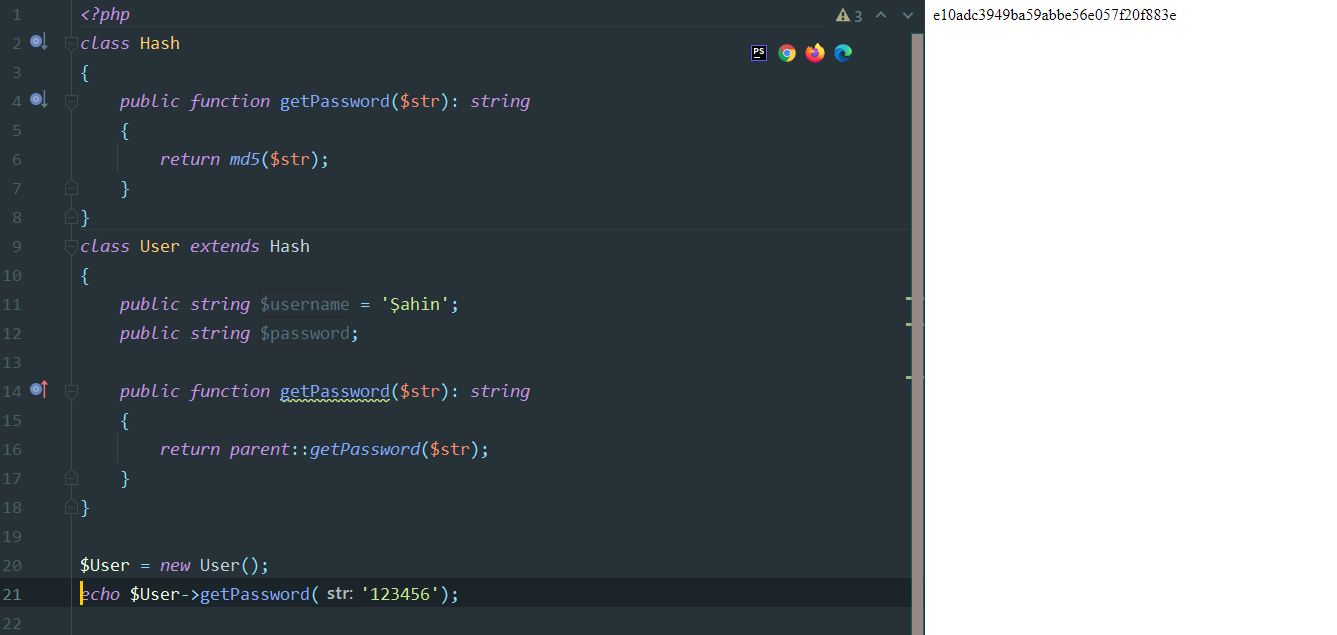 1 <?php
3
e10adc3949ba59abbe56e057f20f883e
2 class Hash
PS
3 {
4 public function getPassword($str): string
5 {
6 return md5($str);
7 }
8 }
9 class User extends Hash
10 {
11 public string $username = 'Şahin';
12 public string $password;
13
14 public function getPassword($str): string
15 {
16 return parent::getPassword($str);
17 }
18 }
19
20 $User = new User();
21 echo $User->getPassword( str: '123456');
22